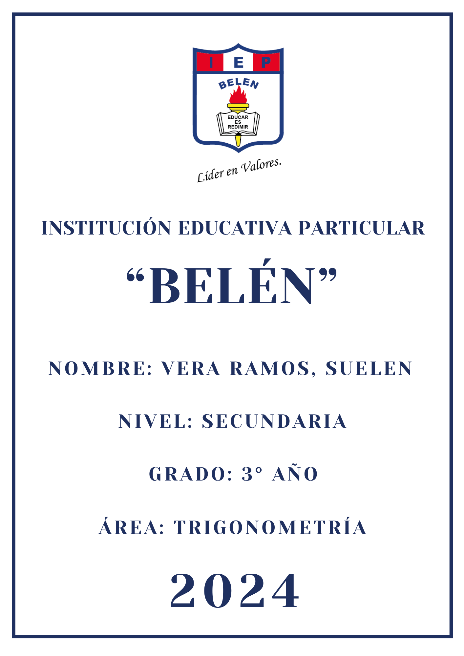 I E P
BELEN
EDUCAR
ES
REDIMIR
Líder en Valores.
INSTITUCIÓN EDUCATIVA PARTICULAR
“BELÉN”
NOMBRE: VERA RAMOS, SUELEN
NIVEL: SECUNDARIA
GRADO: 3° AÑO
ÁREA: TRIGONOMETRÍA
2024